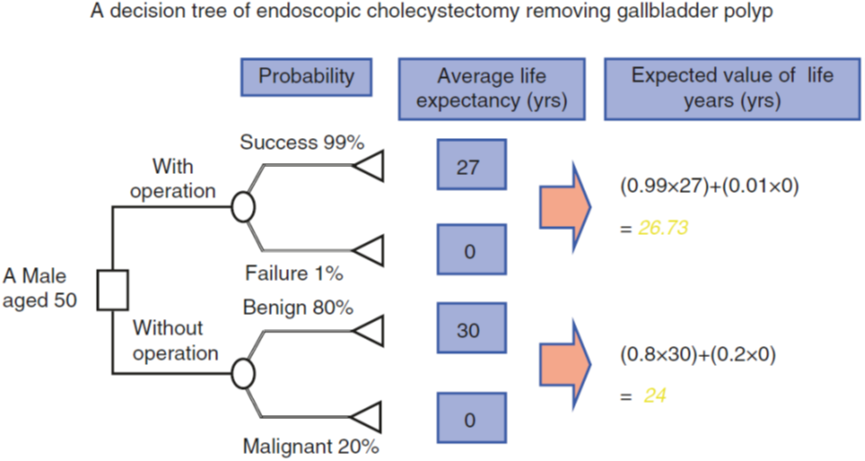 A decision tree of endoscopic cholecystectomy removing gallbladder polyp
Probability
Average life
expectancy (yrs)
Expected value of life
years (yrs)
Success 99%
With
operation
27
(0.99×27)+(0.01×0)
= 26.73
0
Failure 1%
A Male
aged 50
Benign 80%
Without
operation
30
(0.8×30)+(0.2×0)
= 24
0
Malignant 20%